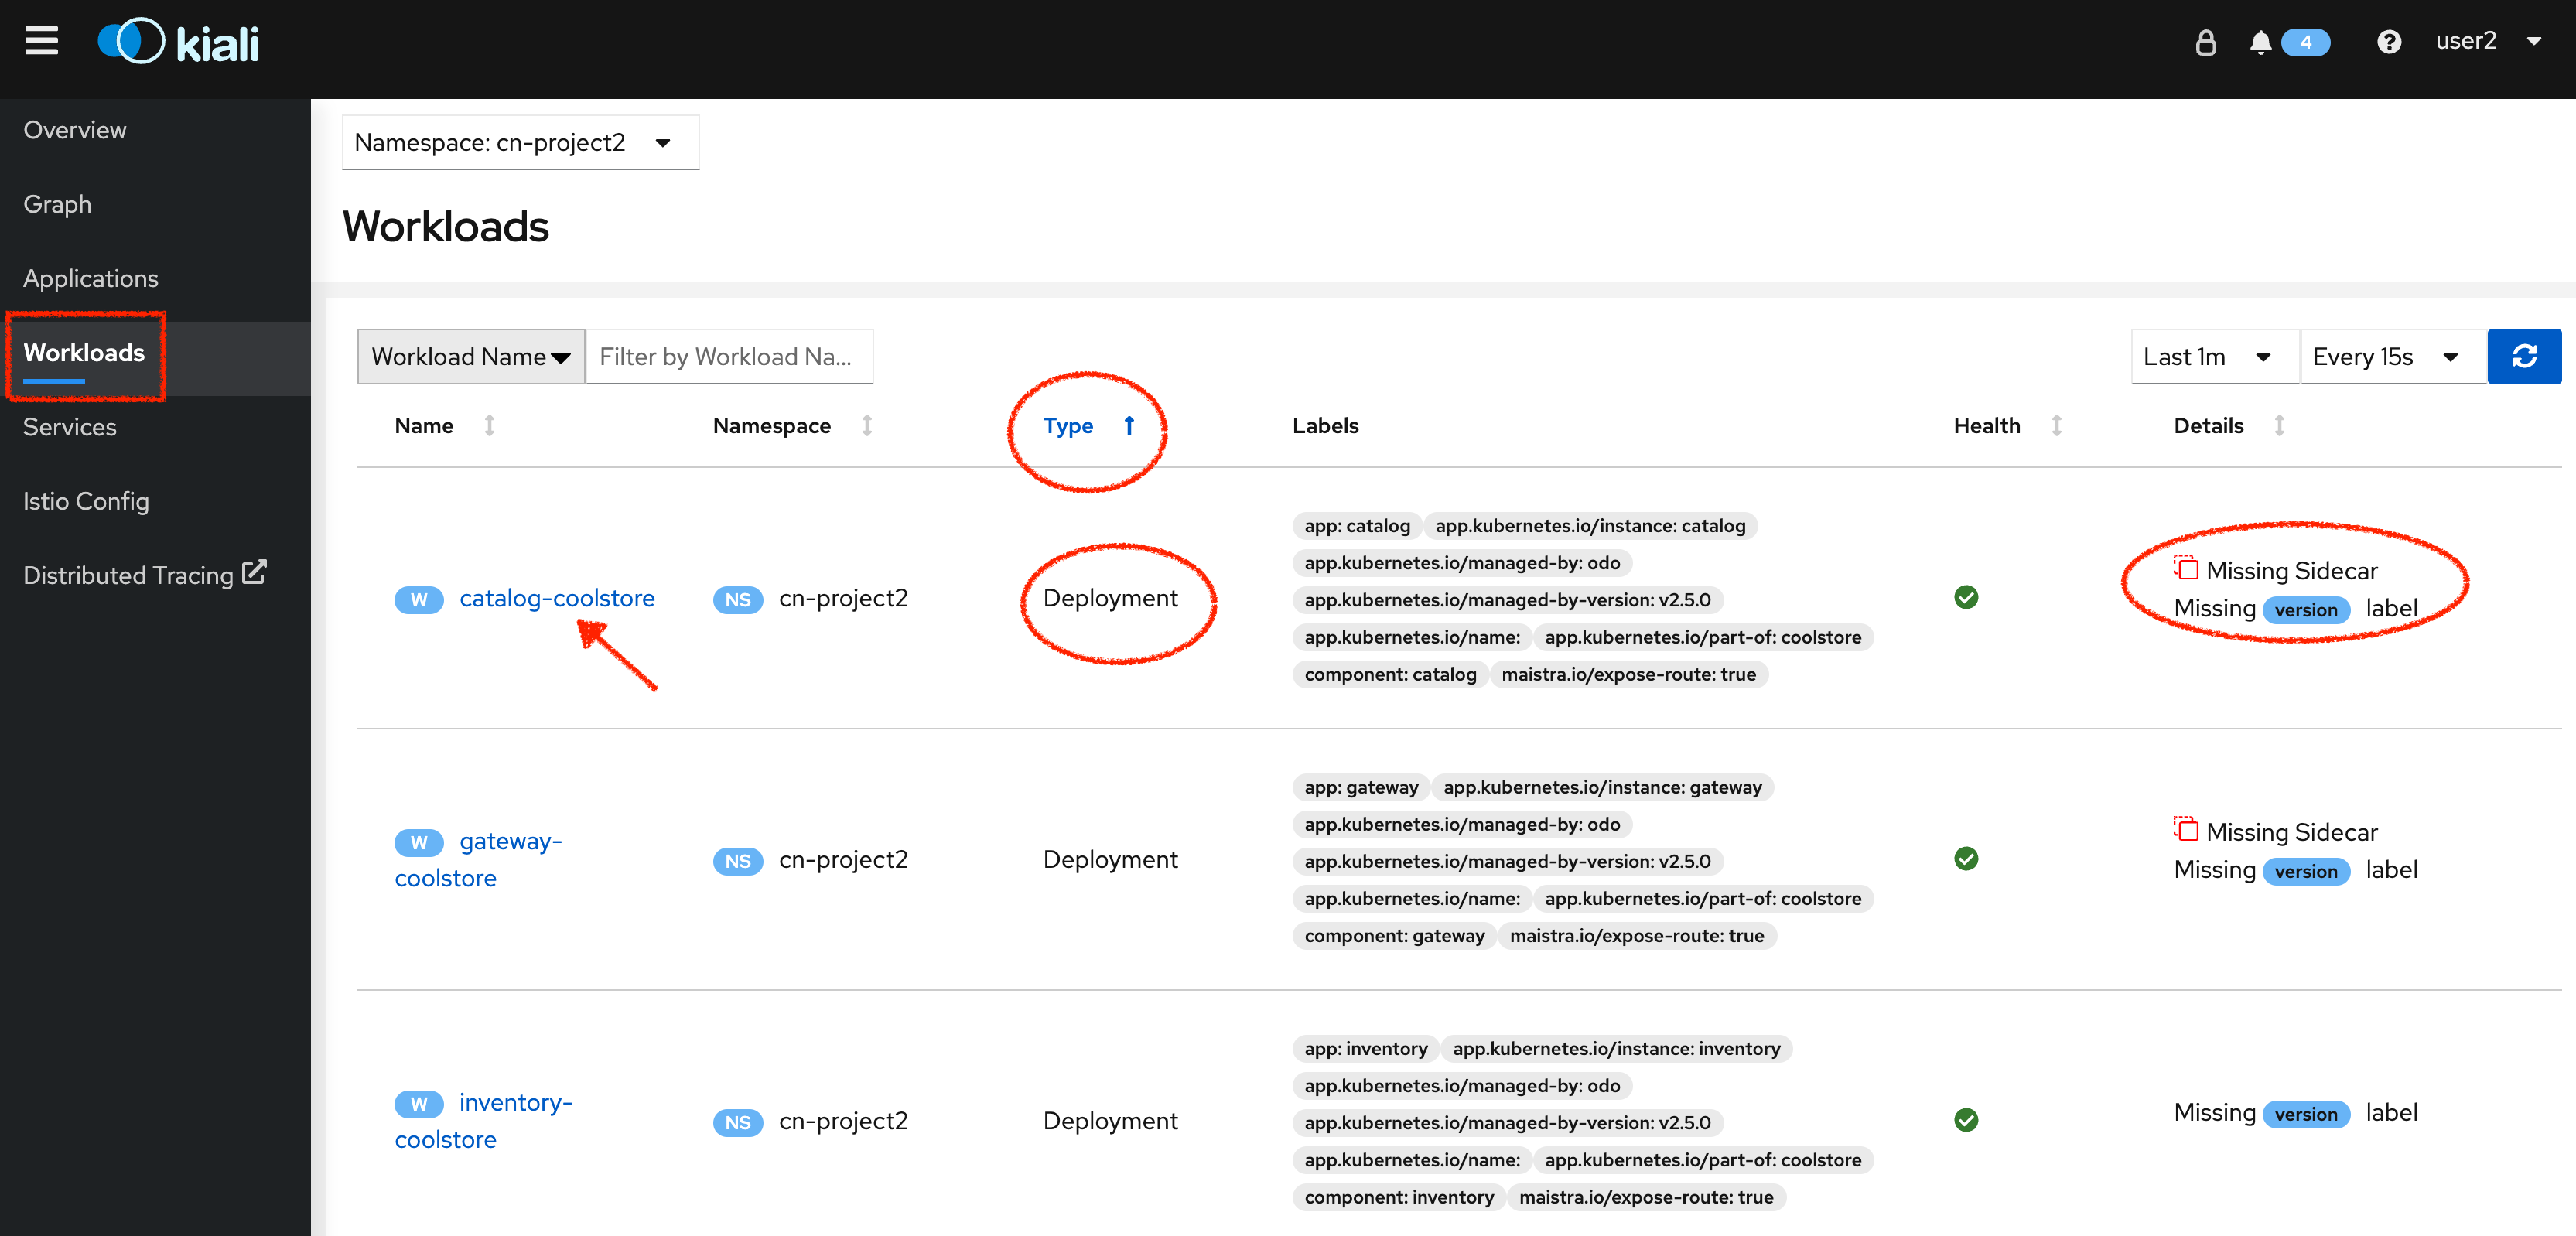 kiali
4
user2
Overview
Graph
Applications
Workloads
Services
Istio Config
Distributed Tracing
Namespace: cn-project2
Workloads
Workload Name Filter by Workload Na... Last 1m Every 15s
Name Namespace Type Labels Health Details
W catalog-coolstore NS cn-project2 Deployment
app: catalog app.kubernetes.io/instance: catalog
app.kubernetes.io/managed-by: odo
app.kubernetes.io/managed-by-version: v2.5.0
app.kubernetes.io/name: app.kubernetes.io/part-of: coolstore
component: catalog maistra.io/expose-route: true
Missing Sidecar
Missing version label
W gateway-
coolstore
NS cn-project2 Deployment
app: gateway app.kubernetes.io/instance: gateway
app.kubernetes.io/managed-by: odo
app.kubernetes.io/managed-by-version: v2.5.0
app.kubernetes.io/name: app.kubernetes.io/part-of: coolstore
component: gateway maistra.io/expose-route: true
Missing Sidecar
Missing version label
W inventory-
coolstore
NS cn-project2 Deployment
app: inventory app.kubernetes.io/instance: inventory
app.kubernetes.io/managed-by: odo
app.kubernetes.io/managed-by-version: v2.5.0
app.kubernetes.io/name: app.kubernetes.io/part-of: coolstore
component: inventory maistra.io/expose-route: true
Missing version label